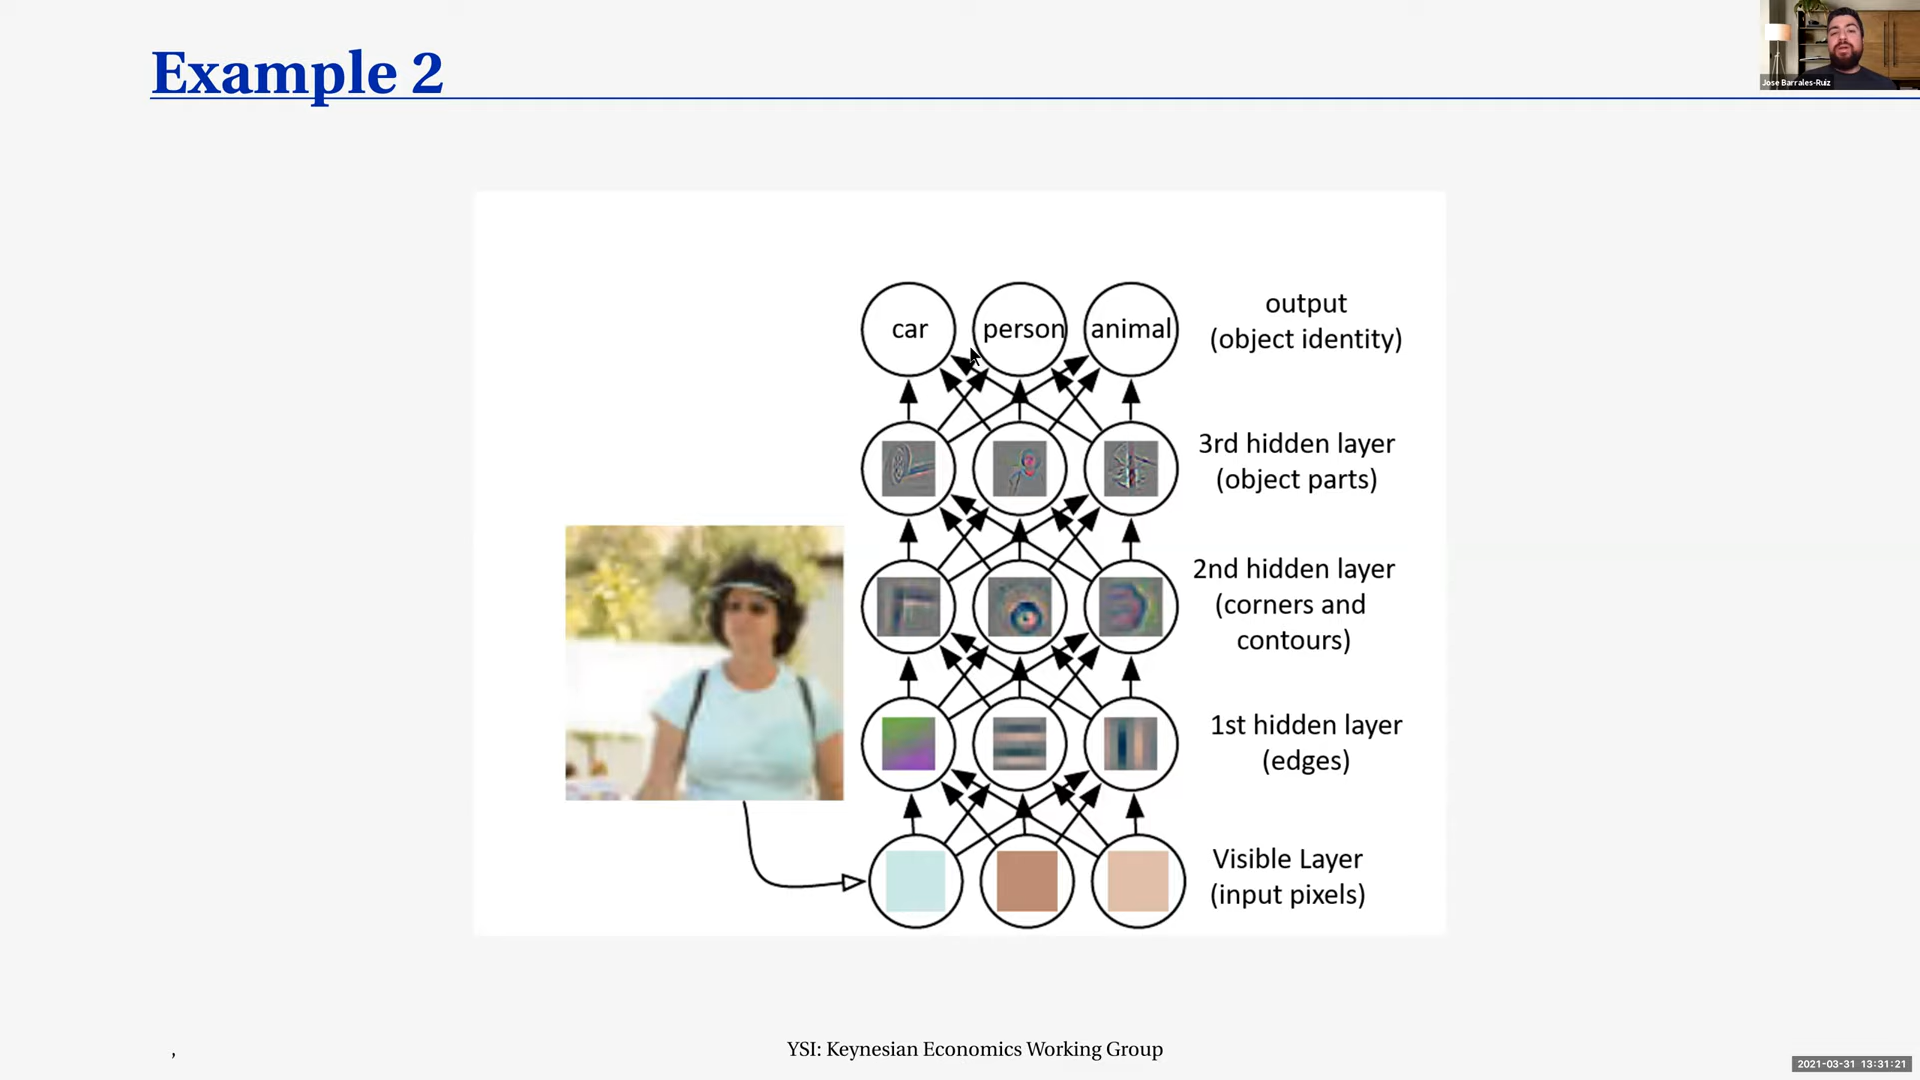 Example 2
Jose Barrales-Ruiz
car
person
animal
output
(object identity)
3rd hidden layer
(object parts)
2nd hidden layer
(corners and
contours)
1st hidden layer
(edges)
Visible Layer
(input pixels)
,
YSI: Keynesian Economics Working Group
2021-03-31 13:31:21